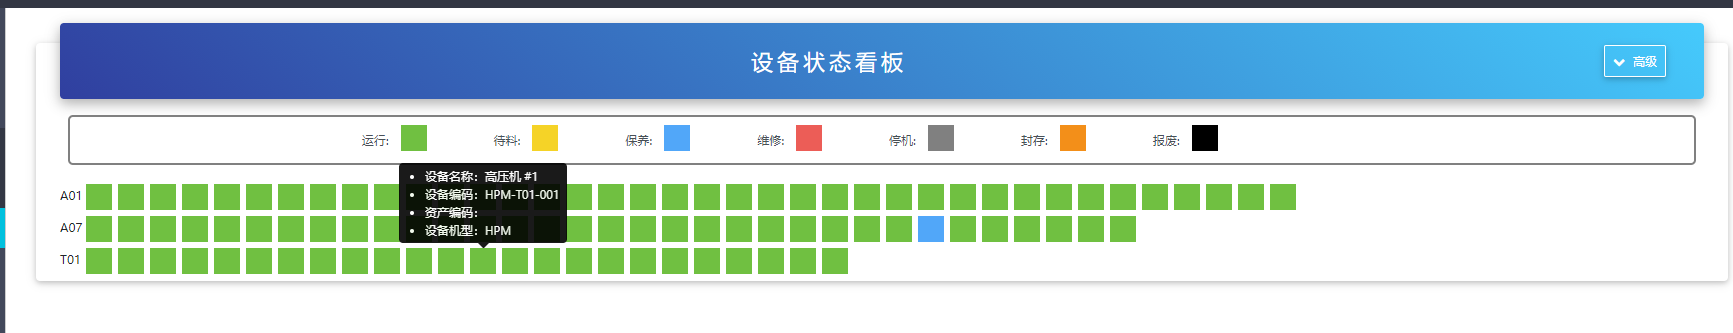 设备状态看板
高级
运行: 待料: 保养: 维修: 停机: 封存: 报废:
• 设备名称：高压机 #1
• 设备编码：HPM-T01-001
• 资产编码：
• 设备机型：HPM
A01
A07
T01